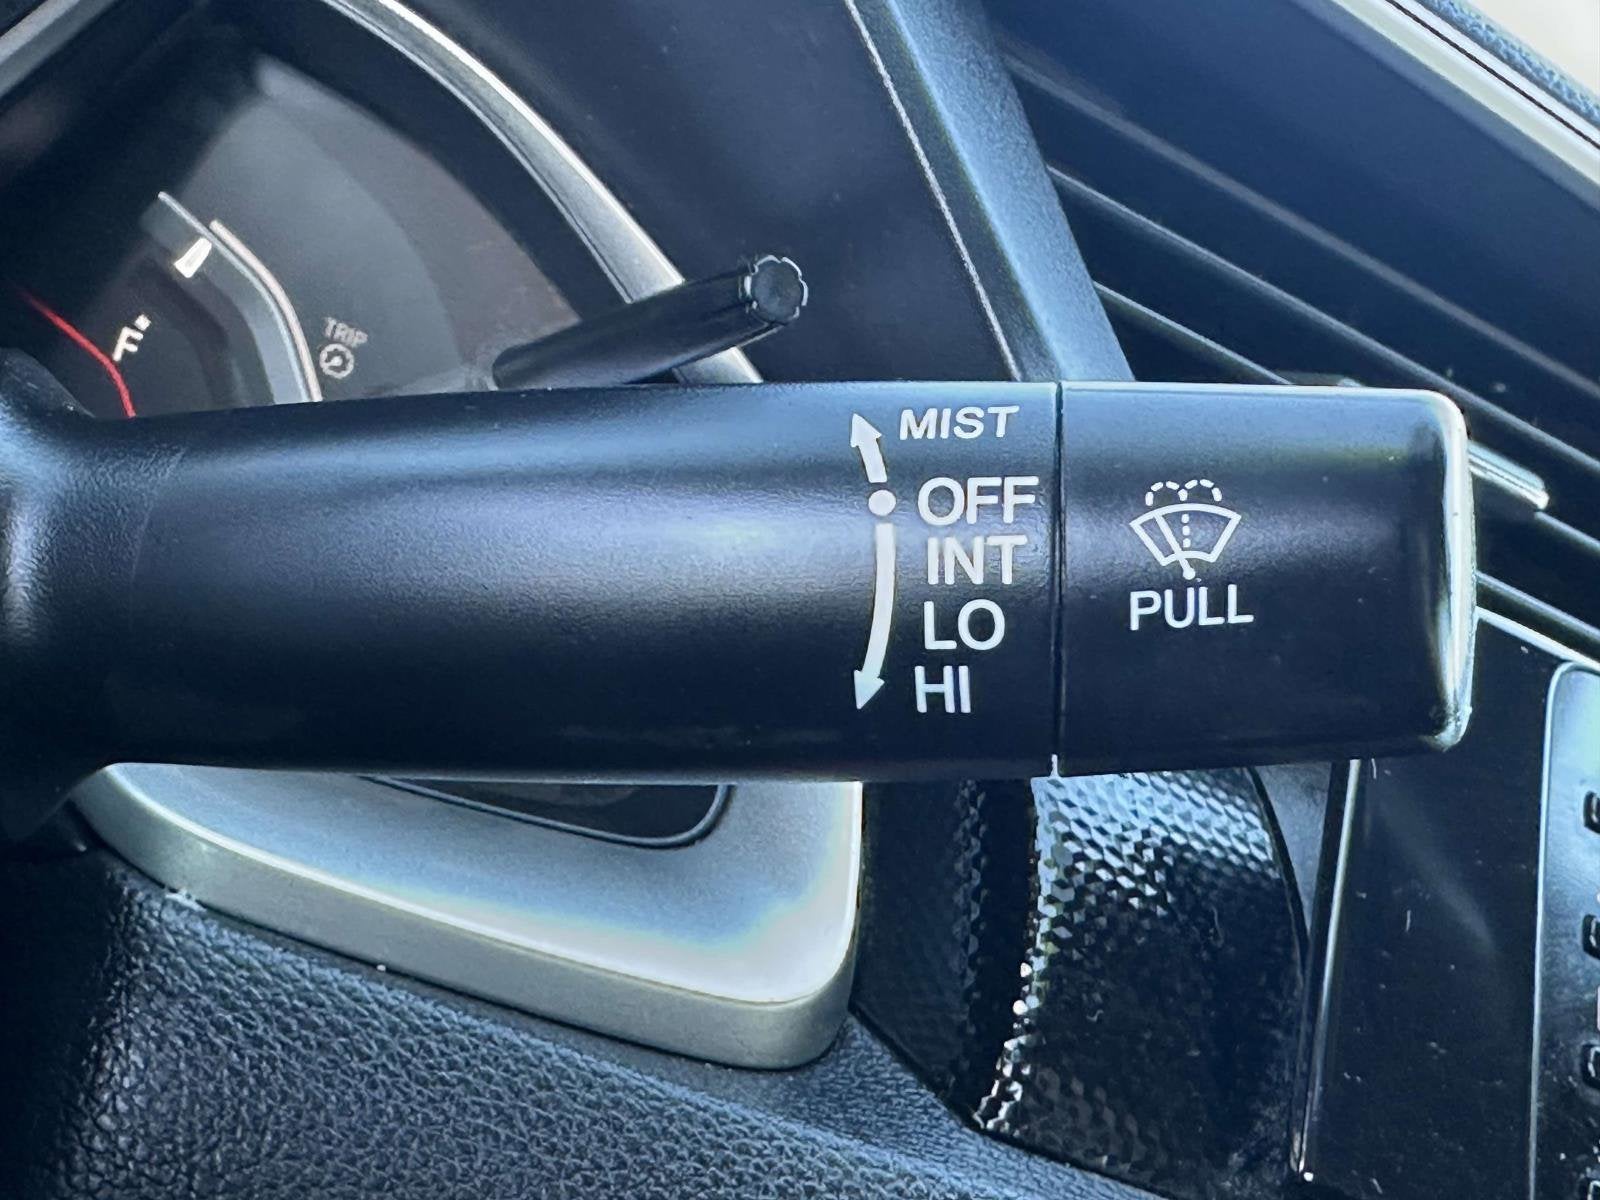 F
TRIP
MIST
OFF
INT
LO
HI
PULL